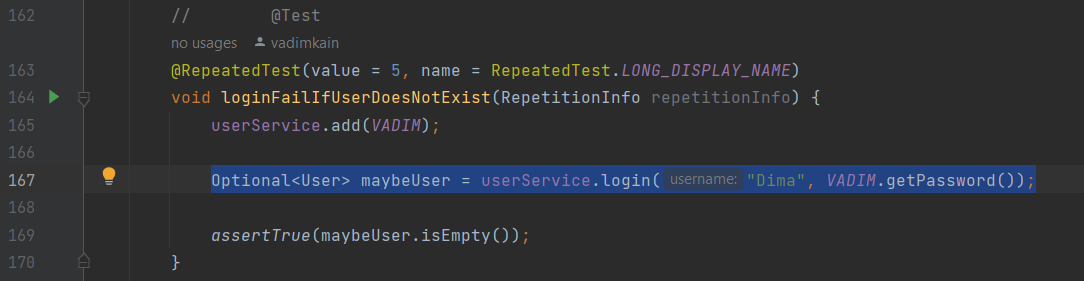 162 // @Test
no usages vadimkain
163 @RepeatedTest(value = 5, name = RepeatedTest.LONG_DISPLAY_NAME)
164 void loginFailIfUserDoesNotExist(RepetitionInfo repetitionInfo) {
165 userService.add(VADIM);
166
167 Optional<User> maybeUser = userService.login( username: "Dima", VADIM.getPassword());
168
169 assertTrue(maybeUser.isEmpty());
170 }